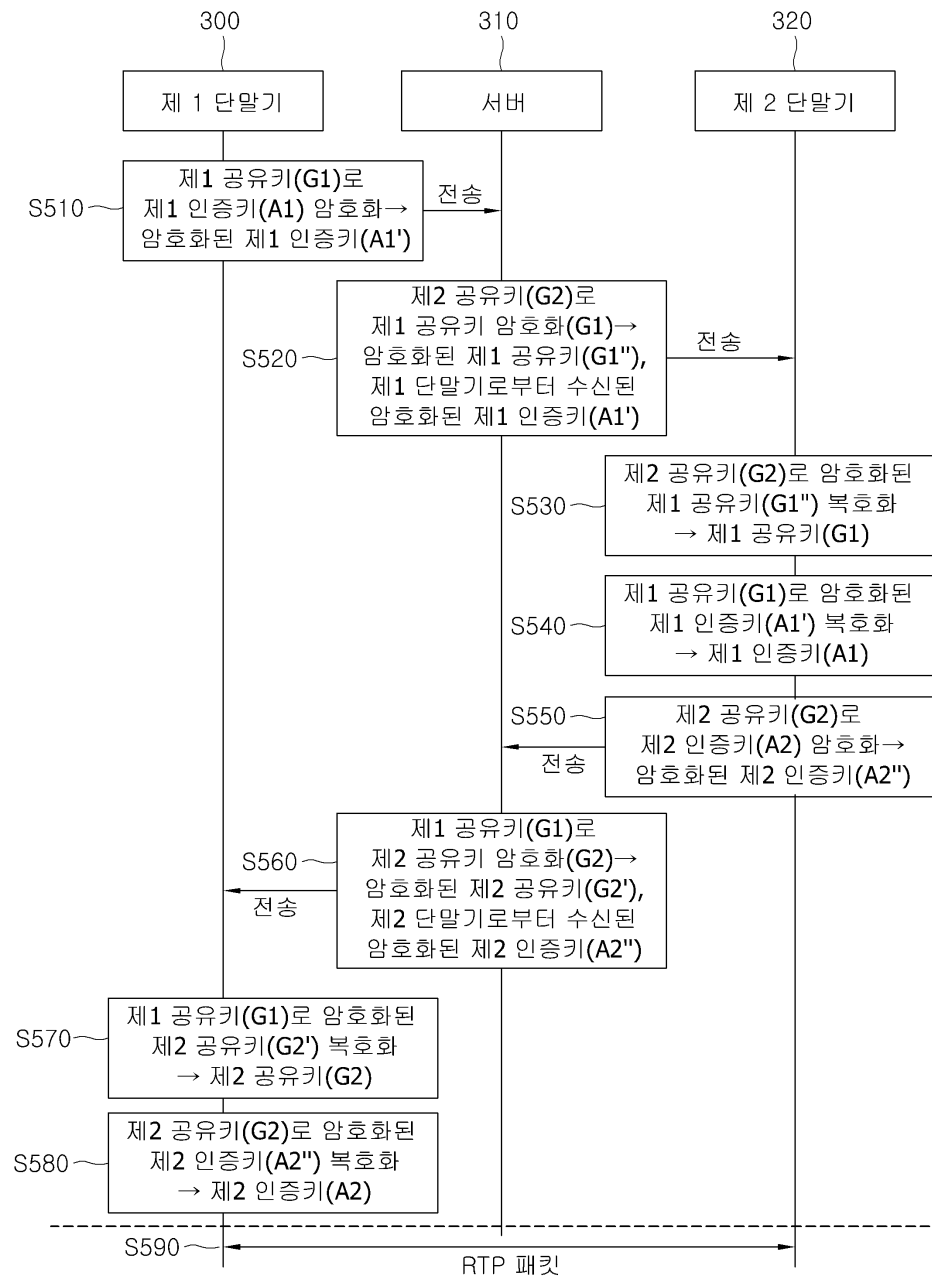 300
310
320
제 1 단말기
서버
제 2 단말기
S510
제1 공유키(G1)로
제1 인증키(A1) 암호화→
암호화된 제1 인증키(A1')
전송
S520
제2 공유키(G2)로
제1 공유키 암호화(G1)→
암호화된 제1 공유키(G1"),
제1 단말기로부터 수신된
암호화된 제1 인증키(A1')
전송
S530
제2 공유키(G2)로 암호화된
제1 공유키(G1") 복호화
→ 제1 공유키(G1)
S540
제1 공유키(G1)로 암호화된
제1 인증키(A1') 복호화
→ 제1 인증키(A1)
S550
제2 공유키(G2)로
제2 인증키(A2) 암호화→
암호화된 제2 인증키(A2")
전송
S560
제1 공유키(G1)로
제2 공유키 암호화(G2)→
암호화된 제2 공유키(G2'),
제2 단말기로부터 수신된
암호화된 제2 인증키(A2")
전송
S570
제1 공유키(G1)로 암호화된
제2 공유키(G2') 복호화
→ 제2 공유키(G2)
S580
제2 공유키(G2)로 암호화된
제2 인증키(A2") 복호화
→ 제2 인증키(A2)
S590
RTP 패킷